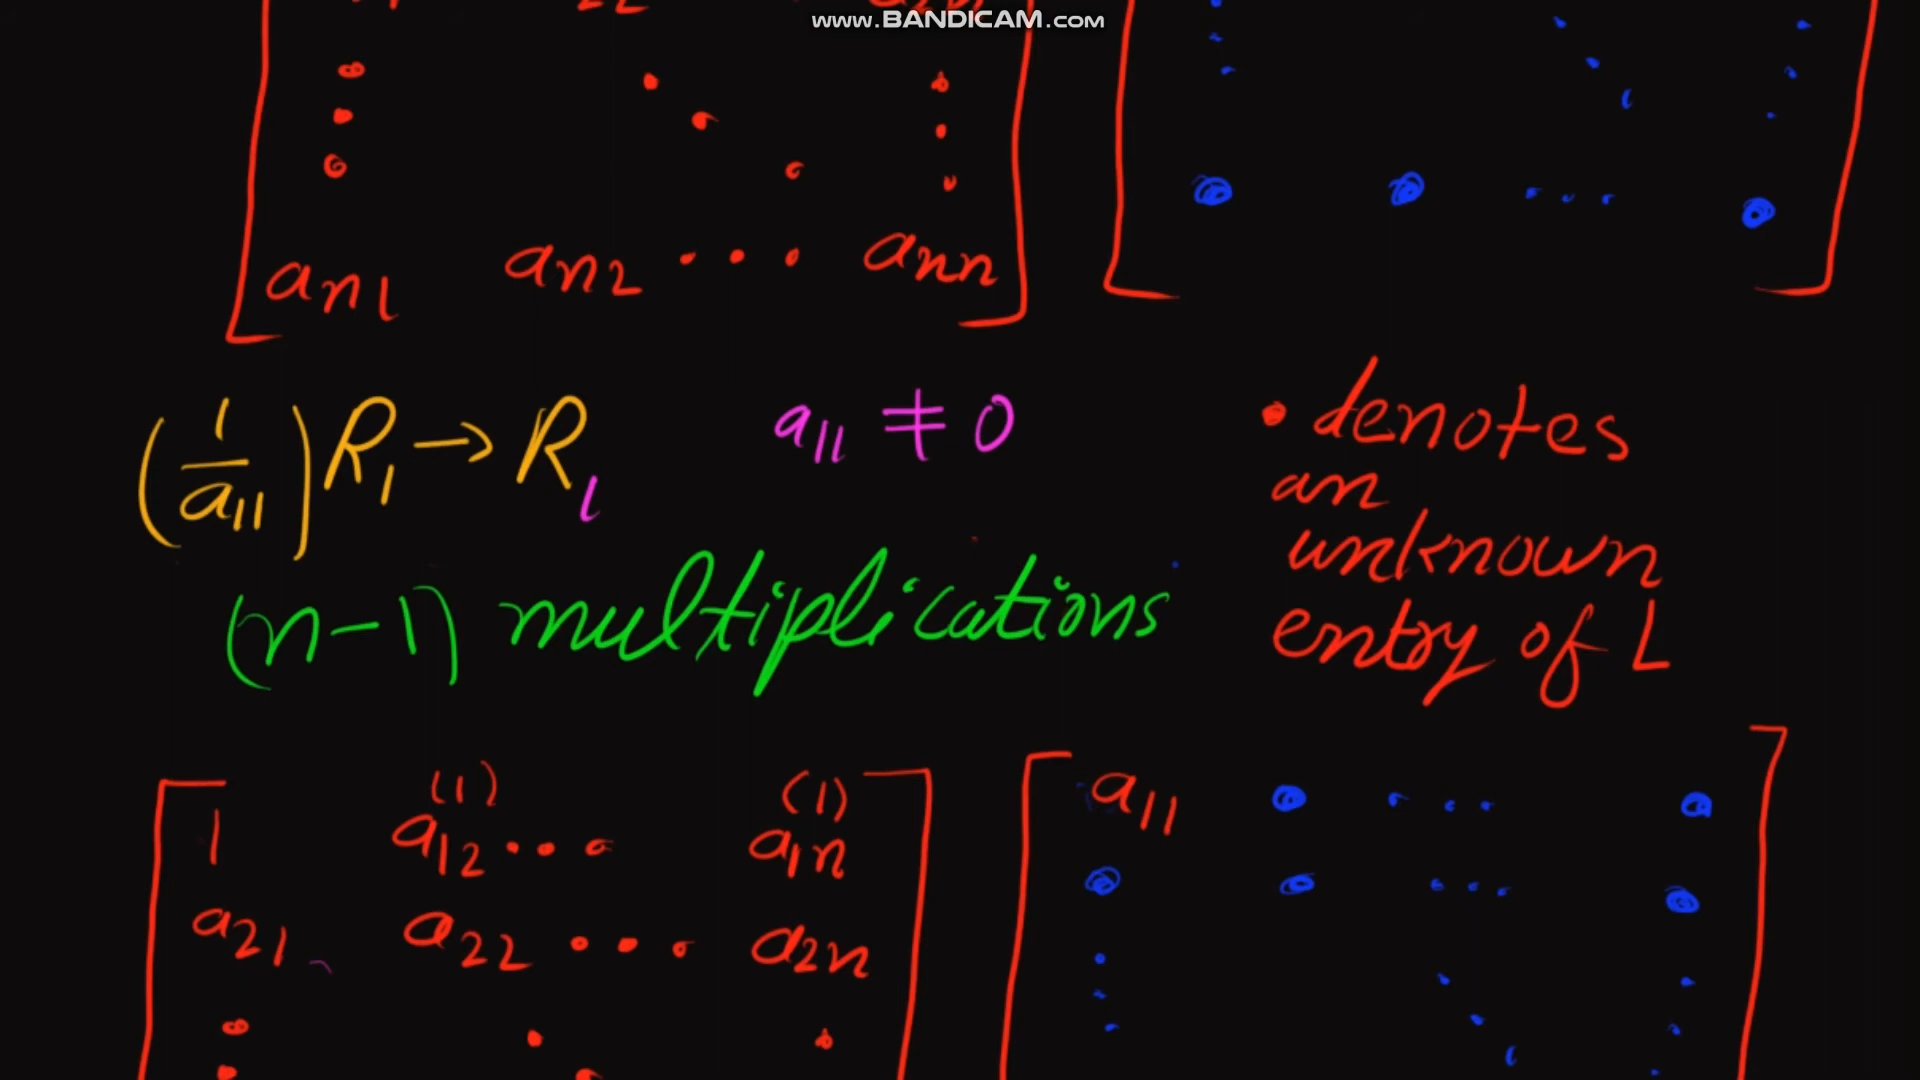 www.BANDICAM.com
an1 an2 ... ann
(1/a11) R1 → R1 a11 ≠ 0
• denotes
an
unknown
entry of L
(n-1) multiplications
1 a12^(1) ... a1n^(1)
a21 a22 ... a2n
a11 • ... •
• • ... •